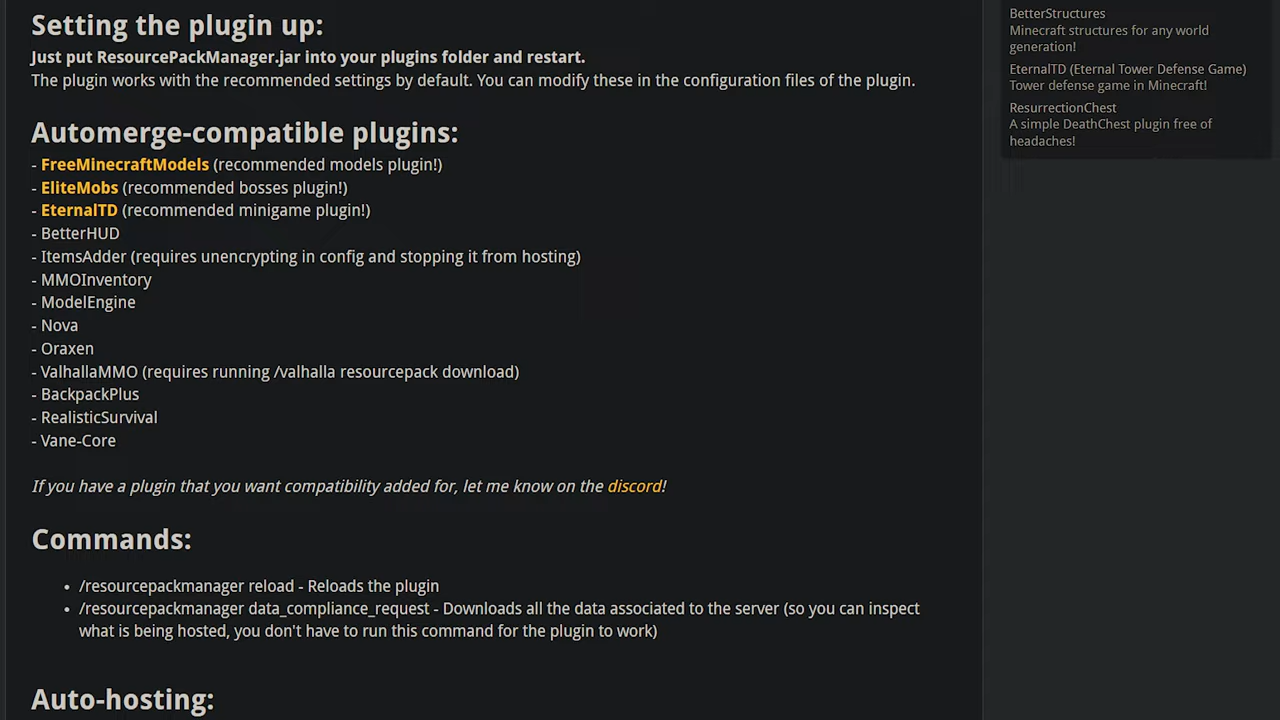 Setting the plugin up:
Just put ResourcePackManager.jar into your plugins folder and restart.
The plugin works with the recommended settings by default. You can modify these in the configuration files of the plugin.
Automerge-compatible plugins:
- FreeMinecraftModels (recommended models plugin!)
- EliteMobs (recommended bosses plugin!)
- EternalTD (recommended minigame plugin!)
- BetterHUD
- ItemsAdder (requires unencrypting in config and stopping it from hosting)
- MMOInventory
- ModelEngine
- Nova
- Oraxen
- ValhallaMMO (requires running /valhalla resourcepack download)
- BackpackPlus
- RealisticSurvival
- Vane-Core
If you have a plugin that you want compatibility added for, let me know on the discord!
Commands:
• /resourcepackmanager reload - Reloads the plugin
• /resourcepackmanager data_compliance_request - Downloads all the data associated to the server (so you can inspect
what is being hosted, you don't have to run this command for the plugin to work)
Auto-hosting:
BetterStructures
Minecraft structures for any world
generation!
EternalTD (Eternal Tower Defense Game)
Tower defense game in Minecraft!
ResurrectionChest
A simple DeathChest plugin free of
headaches!